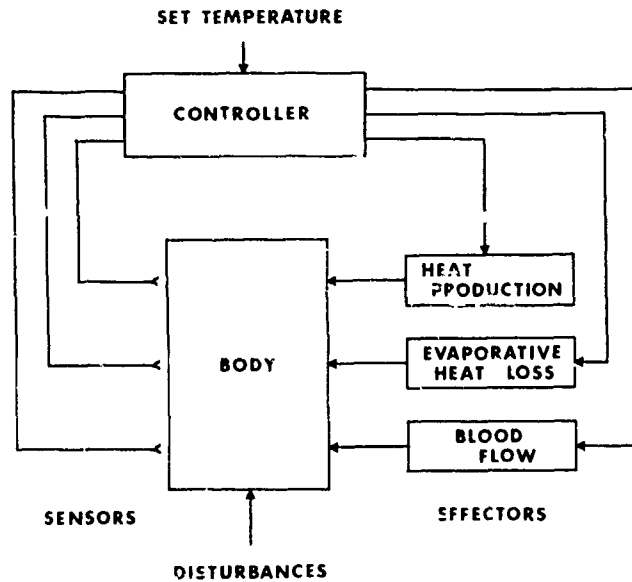 SET TEMPERATURE
CONTROLLER
HEAT
PRODUCTION
EVAPORATIVE
HEAT LOSS
BODY
BLOOD
FLOW
SENSORS
EFFECTORS
DISTURBANCES